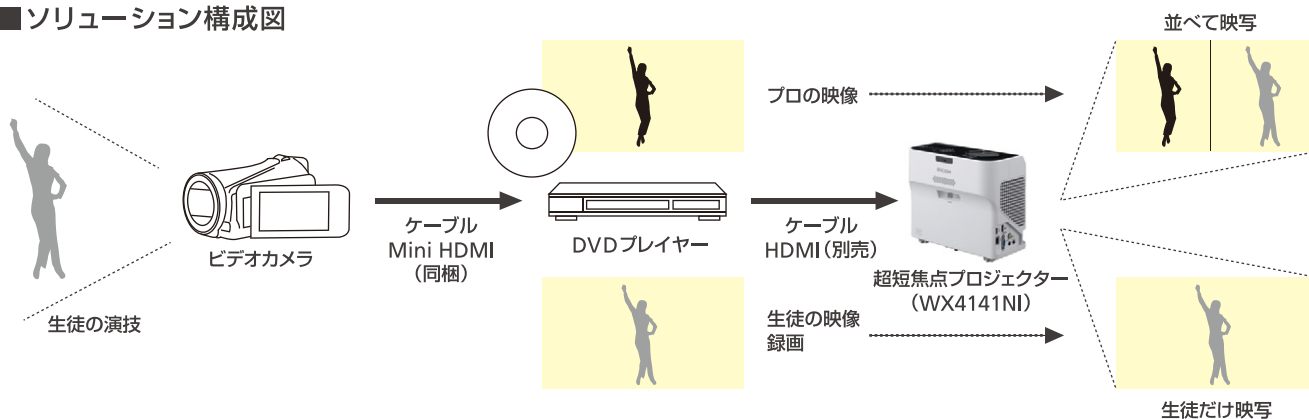 ■ソリューション構成図
並べて映写
プロの映像
ケーブル
Mini HDMI
（同梱）
DVDプレイヤー
ケーブル
HDMI（別売）
ビデオカメラ
超短焦点プロジェクター
（WX4141NI）
生徒の演技
生徒の映像
録画
生徒だけ映写